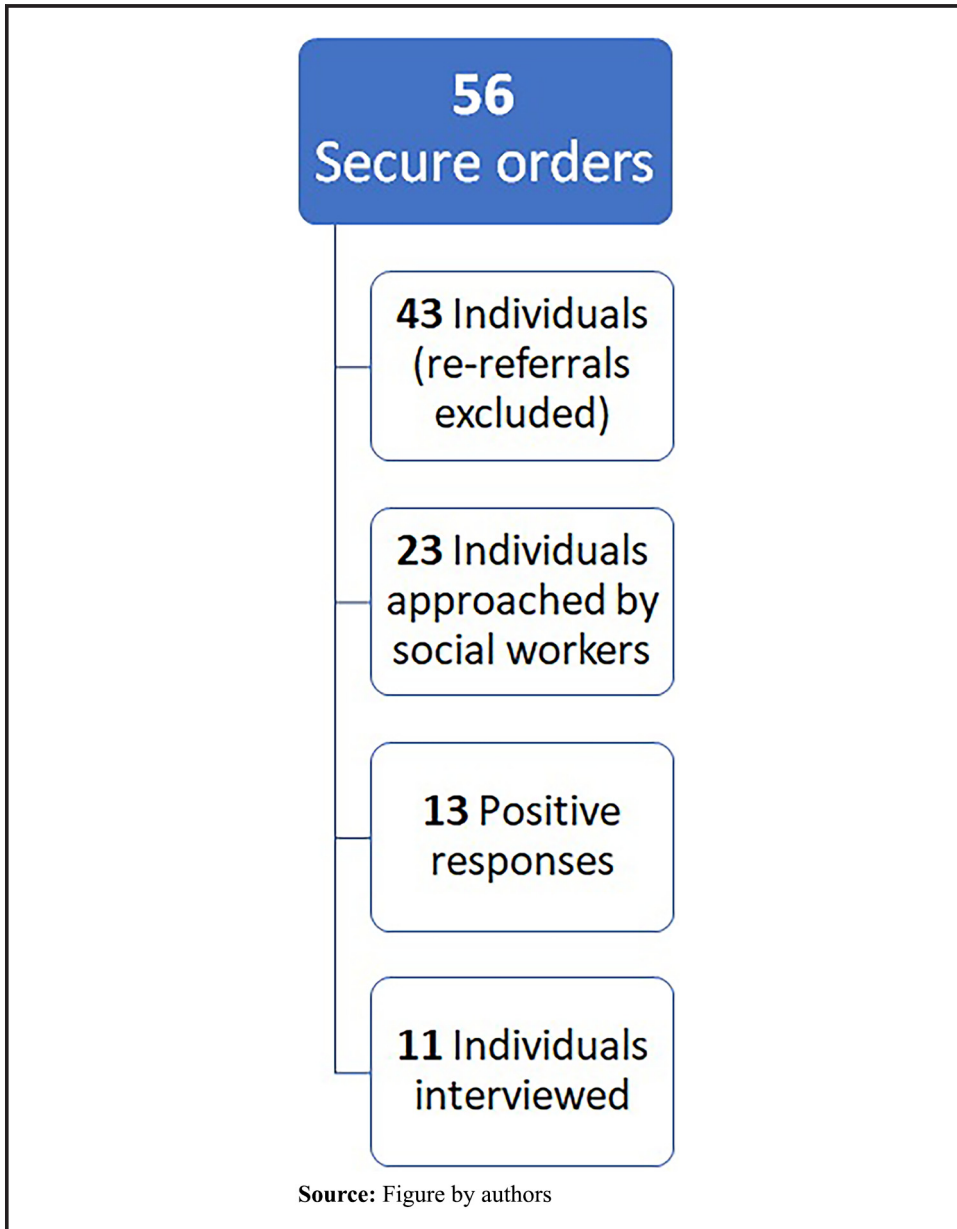 56
Secure orders
43 Individuals
(re-referrals
excluded)
23 Individuals
approached by
social workers
13 Positive
responses
11 Individuals
interviewed
Source: Figure by authors